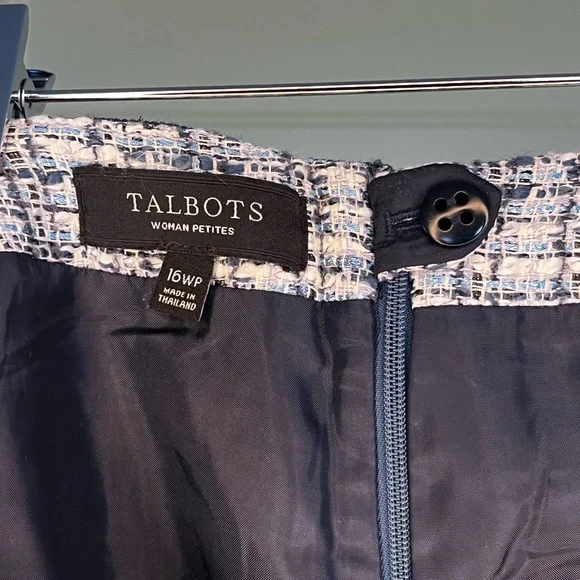 TALBOTS
WOMAN PETITES
16WP
MADE IN
THAILAND